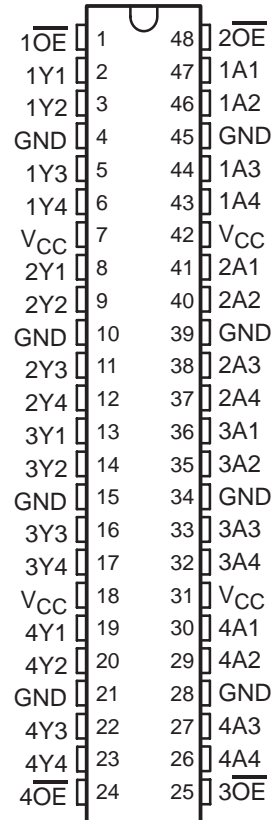 1O̅E̅ 1 48 2O̅E̅
1Y1 2 47 1A1
1Y2 3 46 1A2
GND 4 45 GND
1Y3 5 44 1A3
1Y4 6 43 1A4
VCC 7 42 VCC
2Y1 8 41 2A1
2Y2 9 40 2A2
GND 10 39 GND
2Y3 11 38 2A3
2Y4 12 37 2A4
3Y1 13 36 3A1
3Y2 14 35 3A2
GND 15 34 GND
3Y3 16 33 3A3
3Y4 17 32 3A4
VCC 18 31 VCC
4Y1 19 30 4A1
4Y2 20 29 4A2
GND 21 28 GND
4Y3 22 27 4A3
4Y4 23 26 4A4
4O̅E̅ 24 25 3O̅E̅